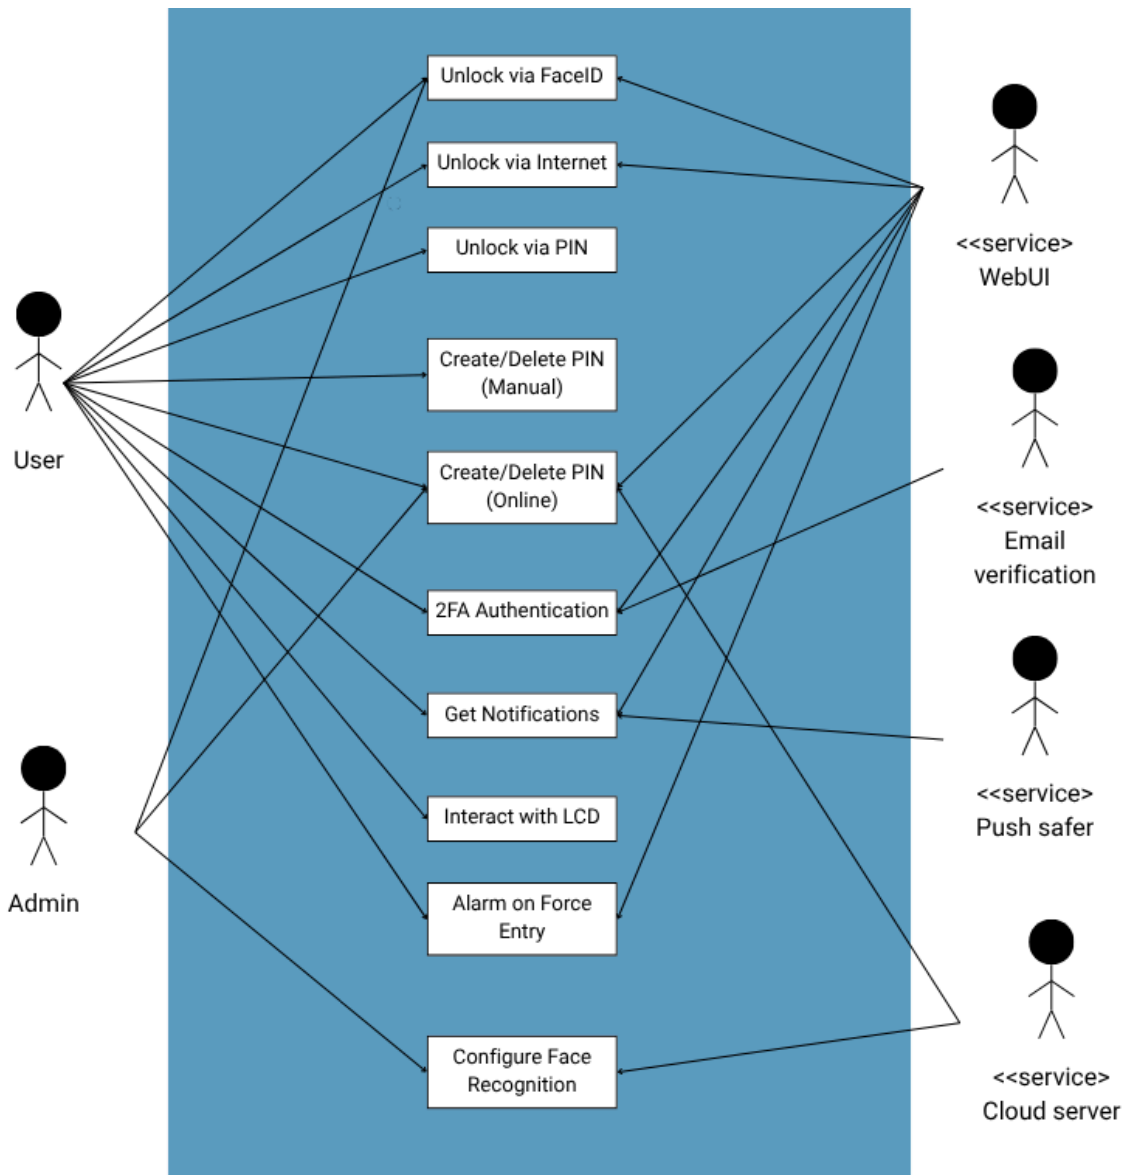 Unlock via FaceID
Unlock via Internet
Unlock via PIN
Create/Delete PIN
(Manual)
Create/Delete PIN
(Online)
2FA Authentication
Get Notifications
Interact with LCD
Alarm on Force
Entry
Configure Face
Recognition
User
Admin
<<service>
WebUI
<<service>
Email
verification
<<service>
Push safer
<<service>
Cloud server